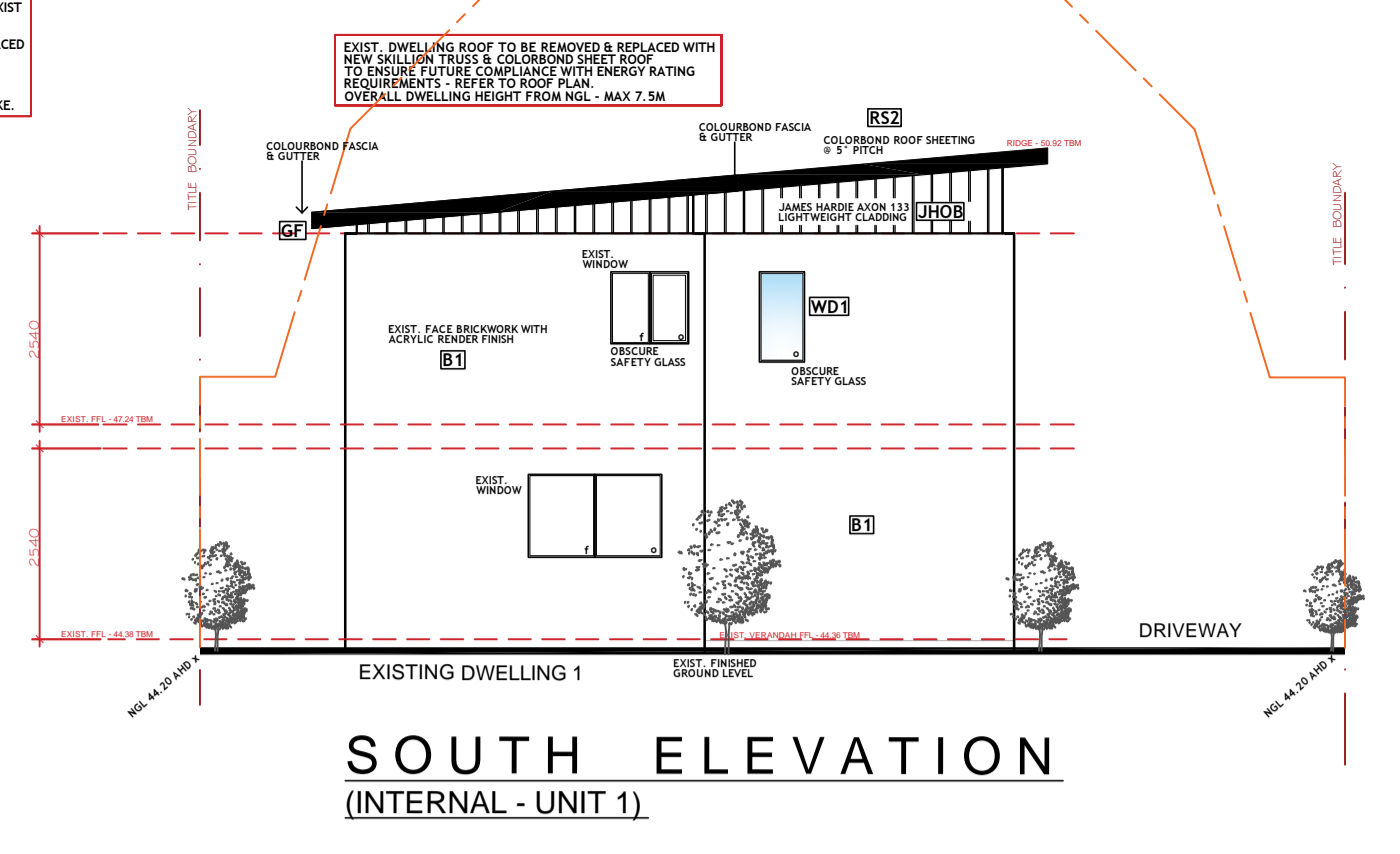 XIST
CED
KE.
EXIST. DWELLING ROOF TO BE REMOVED & REPLACED WITH
NEW SKILLION TRUSS & COLORBOND SHEET ROOF
TO ENSURE FUTURE COMPLIANCE WITH ENERGY RATING
REQUIREMENTS - REFER TO ROOF PLAN.
OVERALL DWELLING HEIGHT FROM NGL - MAX 7.5M
TITLE BOUNDARY
COLOURBOND FASCIA
& GUTTER
COLOURBOND FASCIA
& GUTTER
RS2
COLORBOND ROOF SHEETING
@ 5° PITCH
RIDGE - 50.92 TBM
TITLE BOUNDARY
GF
JAMES HARDIE AXON 133
LIGHTWEIGHT CLADDING
JHOB
EXIST.
WINDOW
f
o
OBSCURE
SAFETY GLASS
WD1
o
OBSCURE
SAFETY GLASS
EXIST. FACE BRICKWORK WITH
ACRYLIC RENDER FINISH
B1
2540
EXIST. FFL - 47.24 TBM
EXIST.
WINDOW
f
o
B1
2540
EXIST. FFL - 44.38 TBM
EXIST. VERANDAH FFL - 44.36 TBM
DRIVEWAY
NGL 44.20 AHD x
EXISTING DWELLING 1
EXIST. FINISHED
GROUND LEVEL
NGL 44.20 AHD x
SOUTH ELEVATION
(INTERNAL - UNIT 1)